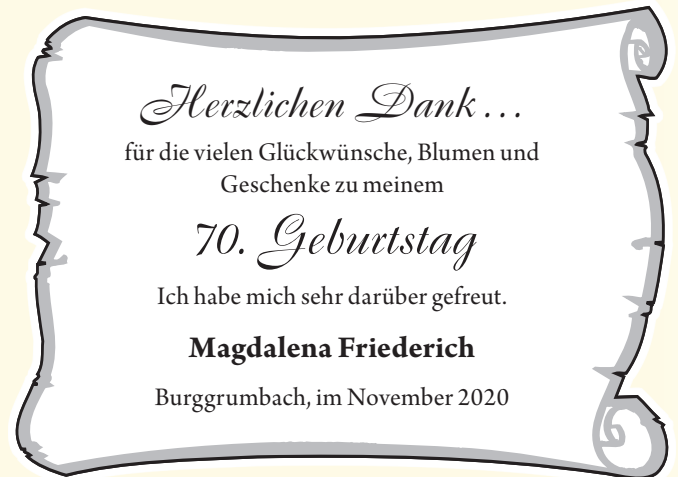 Herzlichen Dank...
für die vielen Glückwünsche, Blumen und
Geschenke zu meinem
70. Geburtstag
Ich habe mich sehr darüber gefreut.
Magdalena Friederich
Burggrumbach, im November 2020